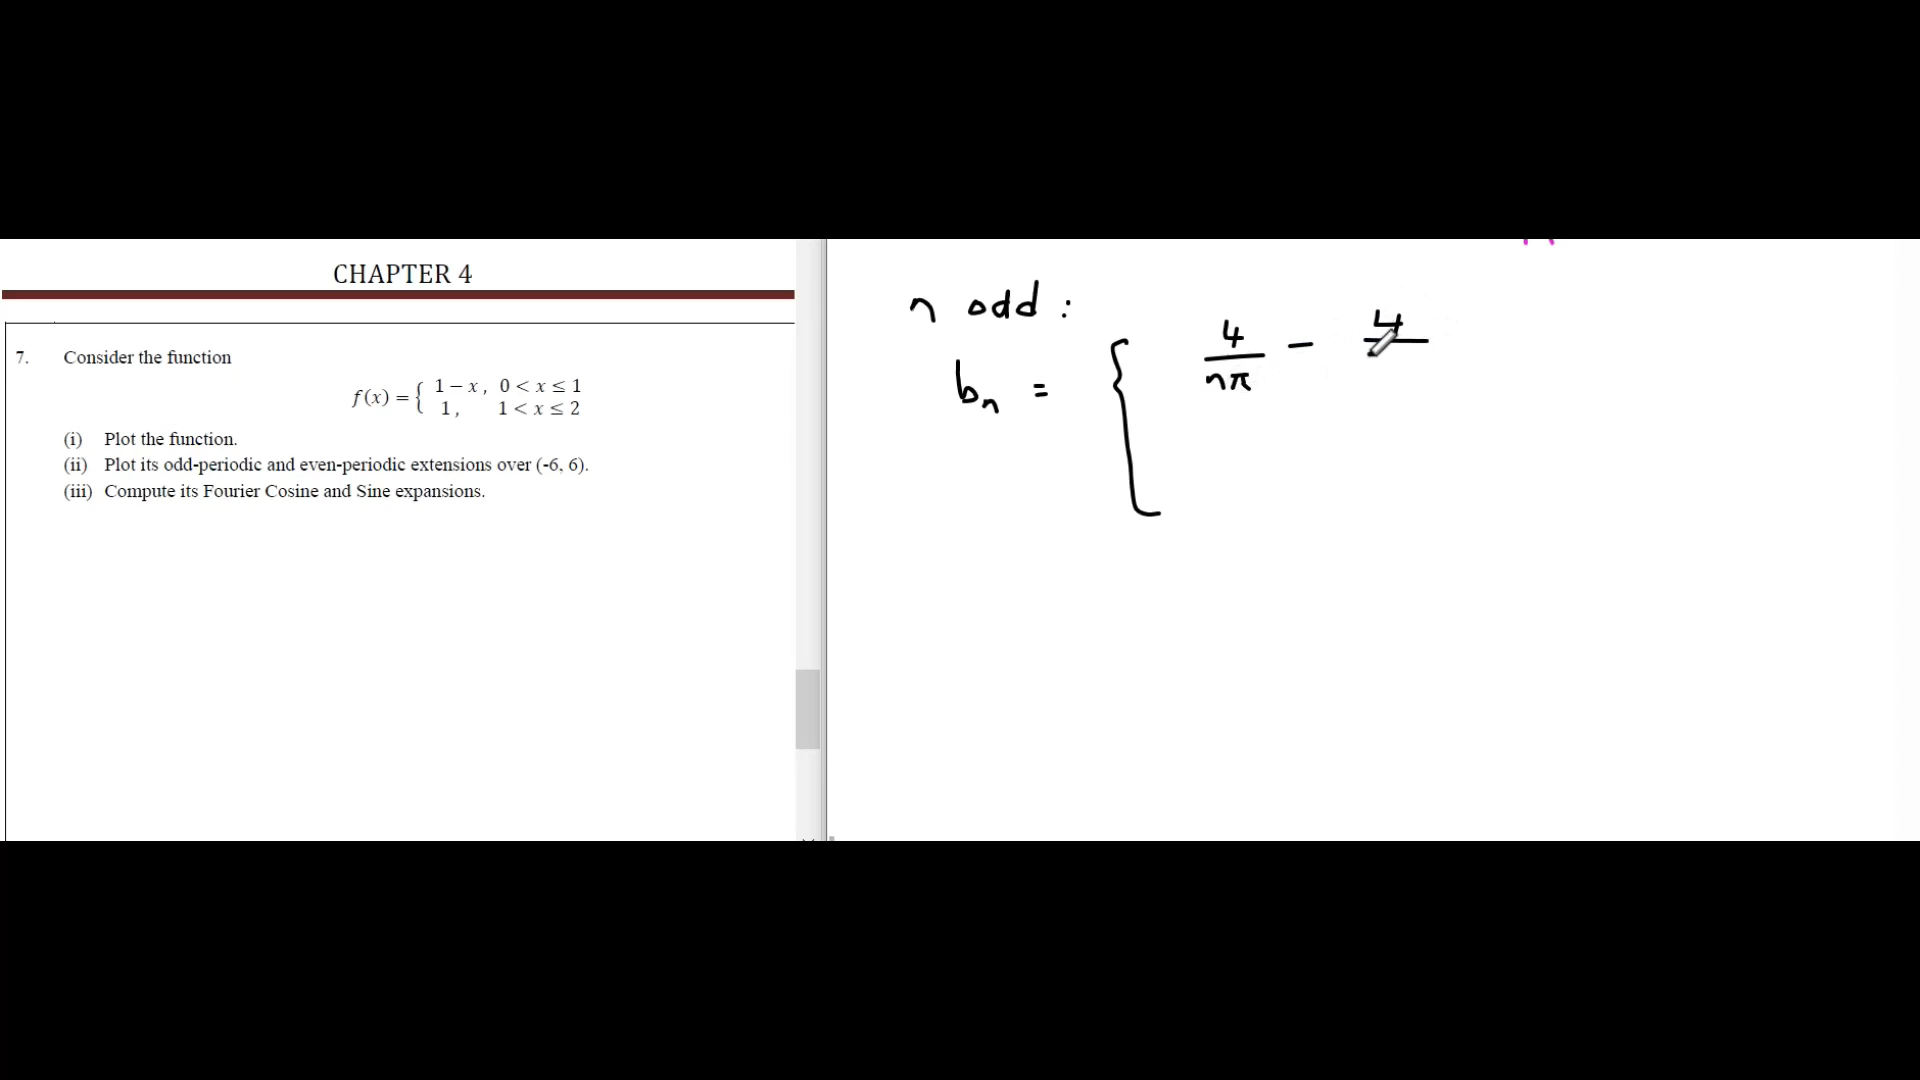 CHAPTER 4
7. Consider the function
f(x) = { 1 − x , 0 < x ≤ 1
1 , 1 < x ≤ 2
(i) Plot the function.
(ii) Plot its odd-periodic and even-periodic extensions over (-6, 6).
(iii) Compute its Fourier Cosine and Sine expansions.
n odd :
bn = { 4/nπ − 4/